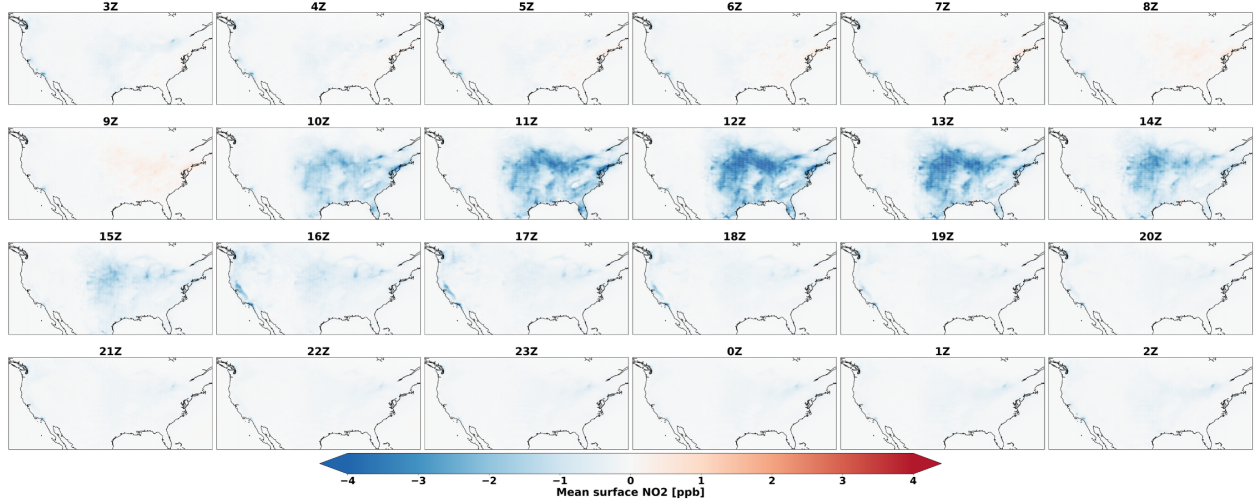 3Z 4Z 5Z 6Z 7Z 8Z
9Z 10Z 11Z 12Z 13Z 14Z
15Z 16Z 17Z 18Z 19Z 20Z
21Z 22Z 23Z 0Z 1Z 2Z
−4 −3 −2 −1 0 1 2 3 4
Mean surface NO2 [ppb]